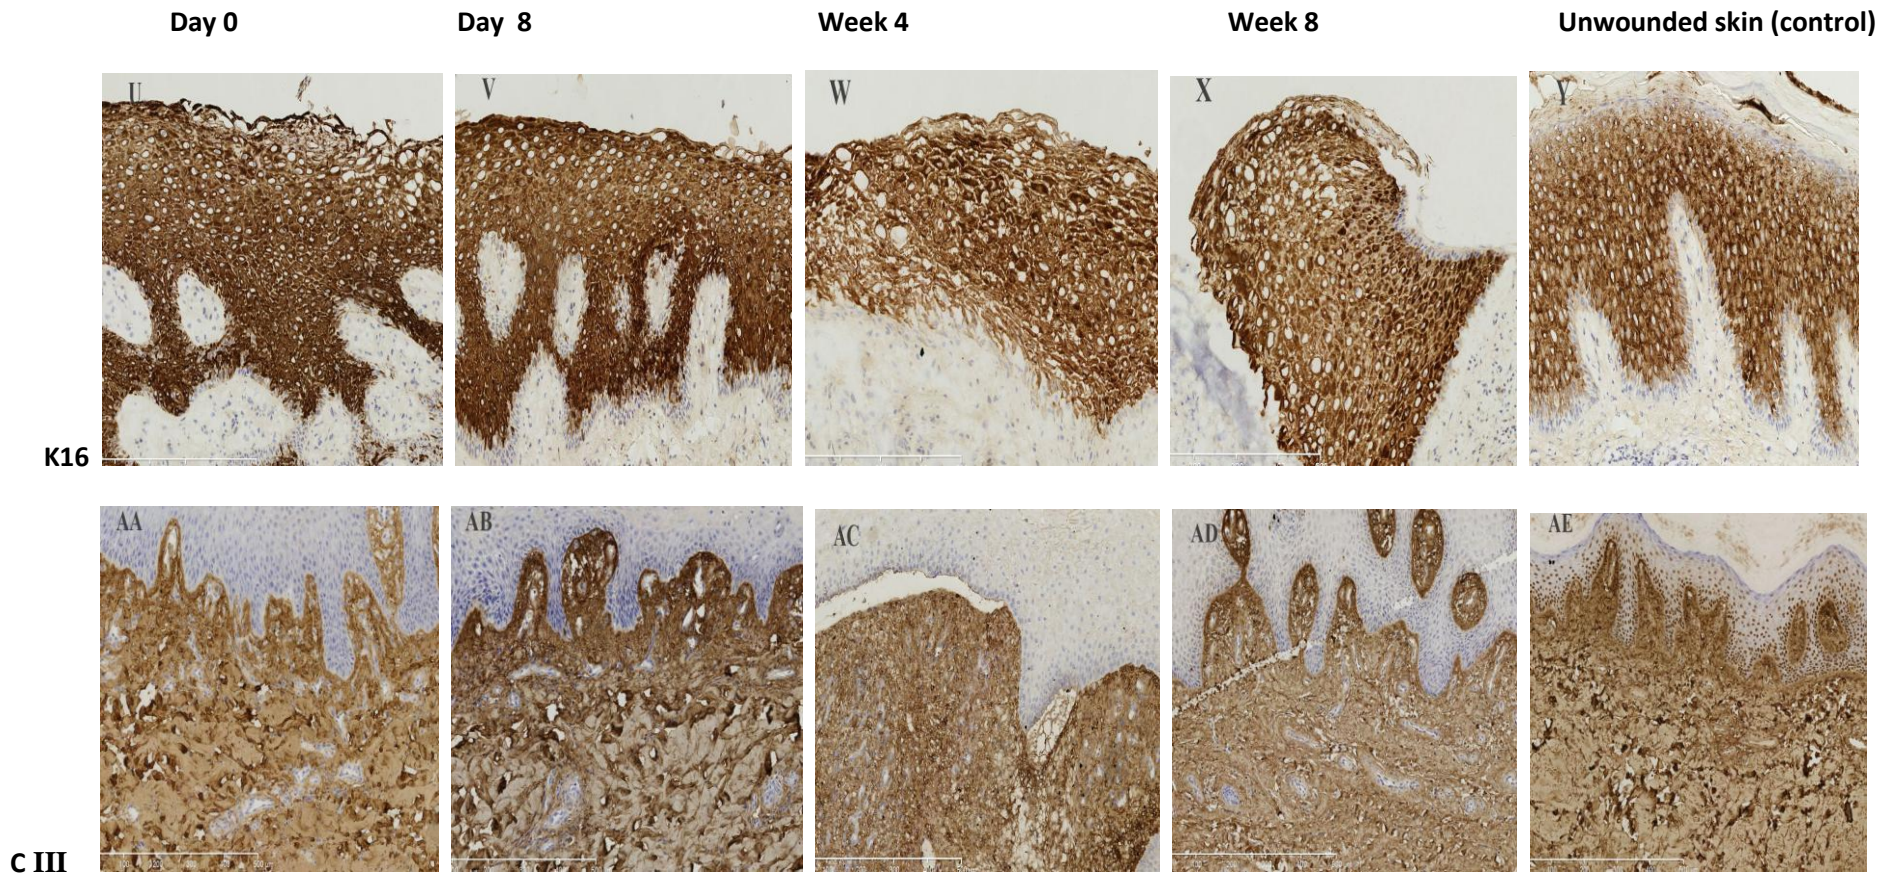 Day 0 Day 8 Week 4 Week 8 Unwounded skin (control)
U V W X Y
K16
AA AB AC AD AE
C III